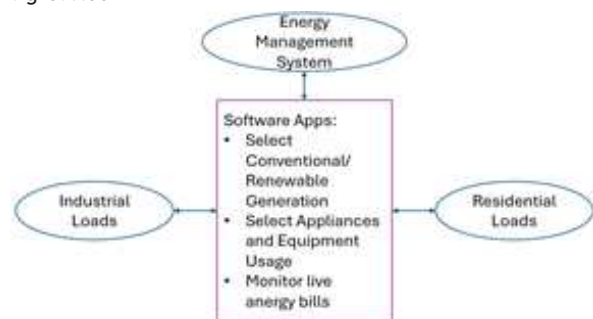 Energy
Management
System
Software Apps:
• Select
Conventional/
Renewable
Generation
• Select Appliances
and Equipment
Usage
• Monitor live
anergy bills
Industrial
Loads
Residential
Loads